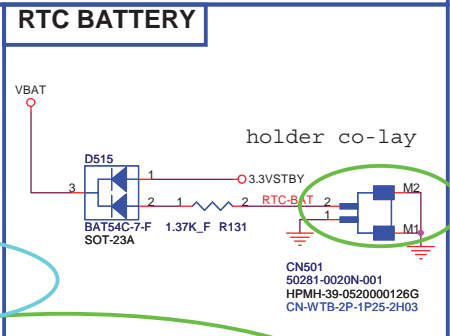 RTC BATTERY
VBAT
holder co-lay
D515
1
3.3VSTBY
3
2
1
2
RTC-BAT
2
1
M2
M1
BAT54C-7-F
1.37K_F
R131
SOT-23A
CN501
50281-0020N-001
HPMH-39-0520000126G
CN-WTB-2P-1P25-2H03